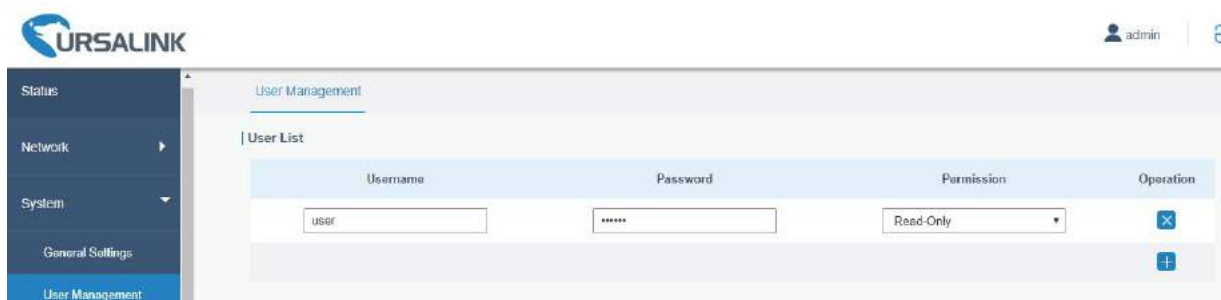 URSALINK
admin
Status
User Management
Network
User List
Username Password Permission Operation
System
user •••••• Read-Only
General Settings
User Management